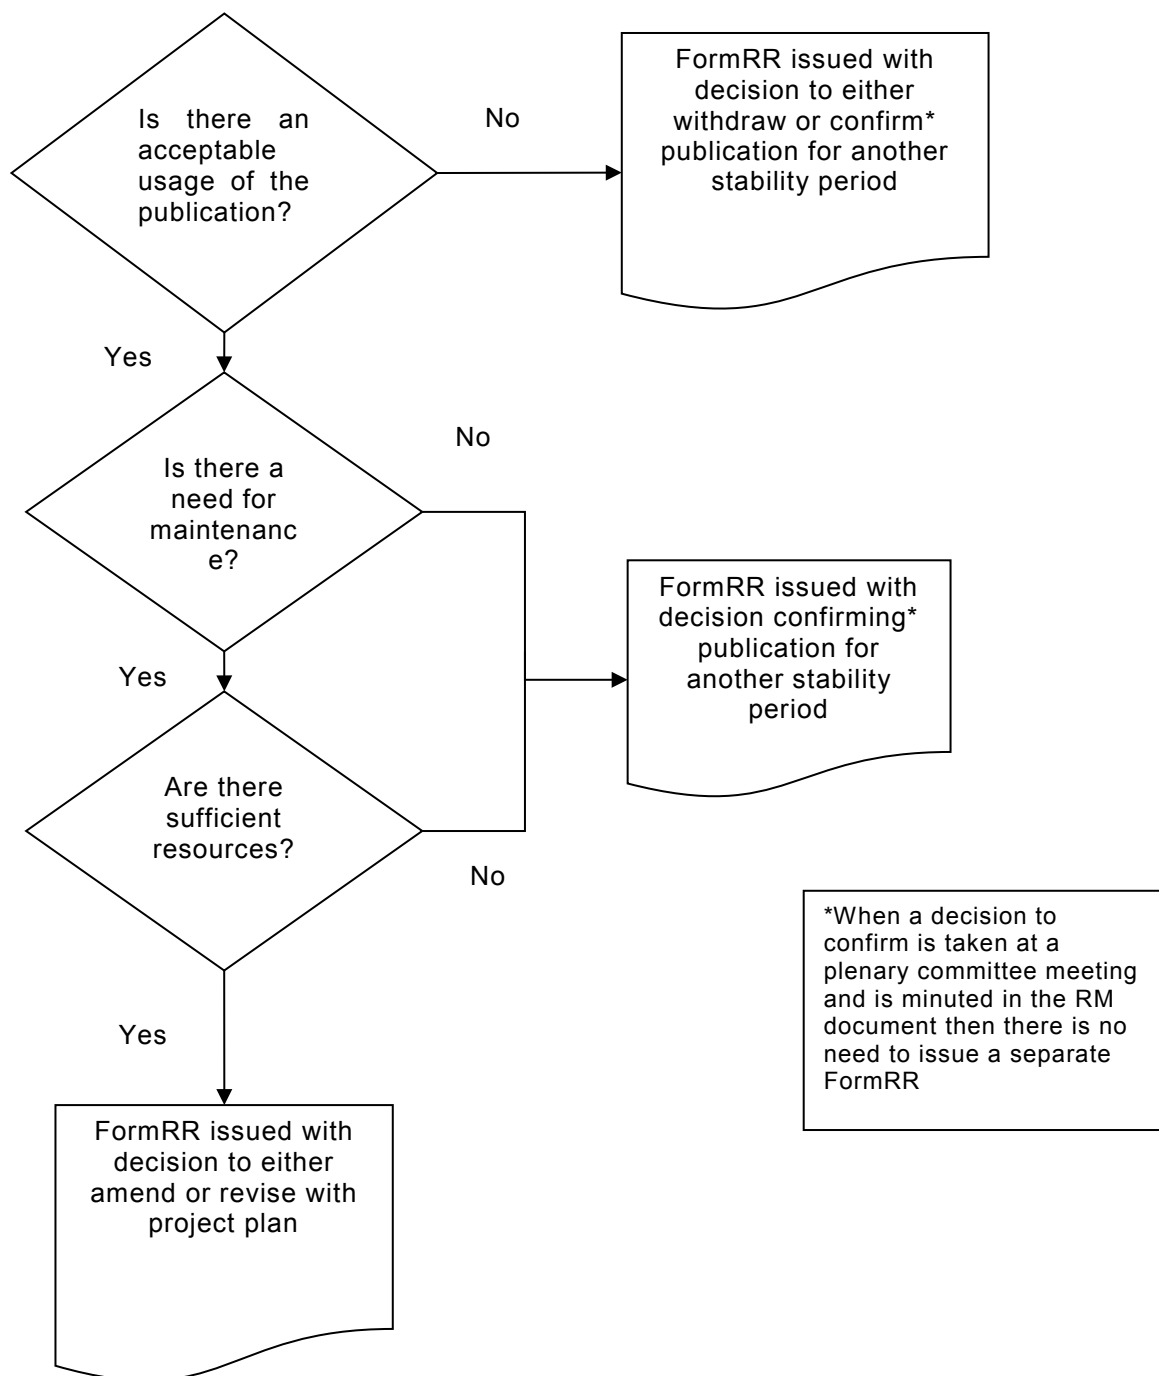 Is there an
acceptable
usage of the
publication?
No
FormRR issued with
decision to either
withdraw or confirm*
publication for another
stability period
Yes
Is there a
need for
maintenanc
e?
No
FormRR issued with
decision confirming*
publication for
another stability
period
Yes
Are there
sufficient
resources?
No
*When a decision to
confirm is taken at a
plenary committee meeting
and is minuted in the RM
document then there is no
need to issue a separate
FormRR
Yes
FormRR issued with
decision to either
amend or revise with
project plan